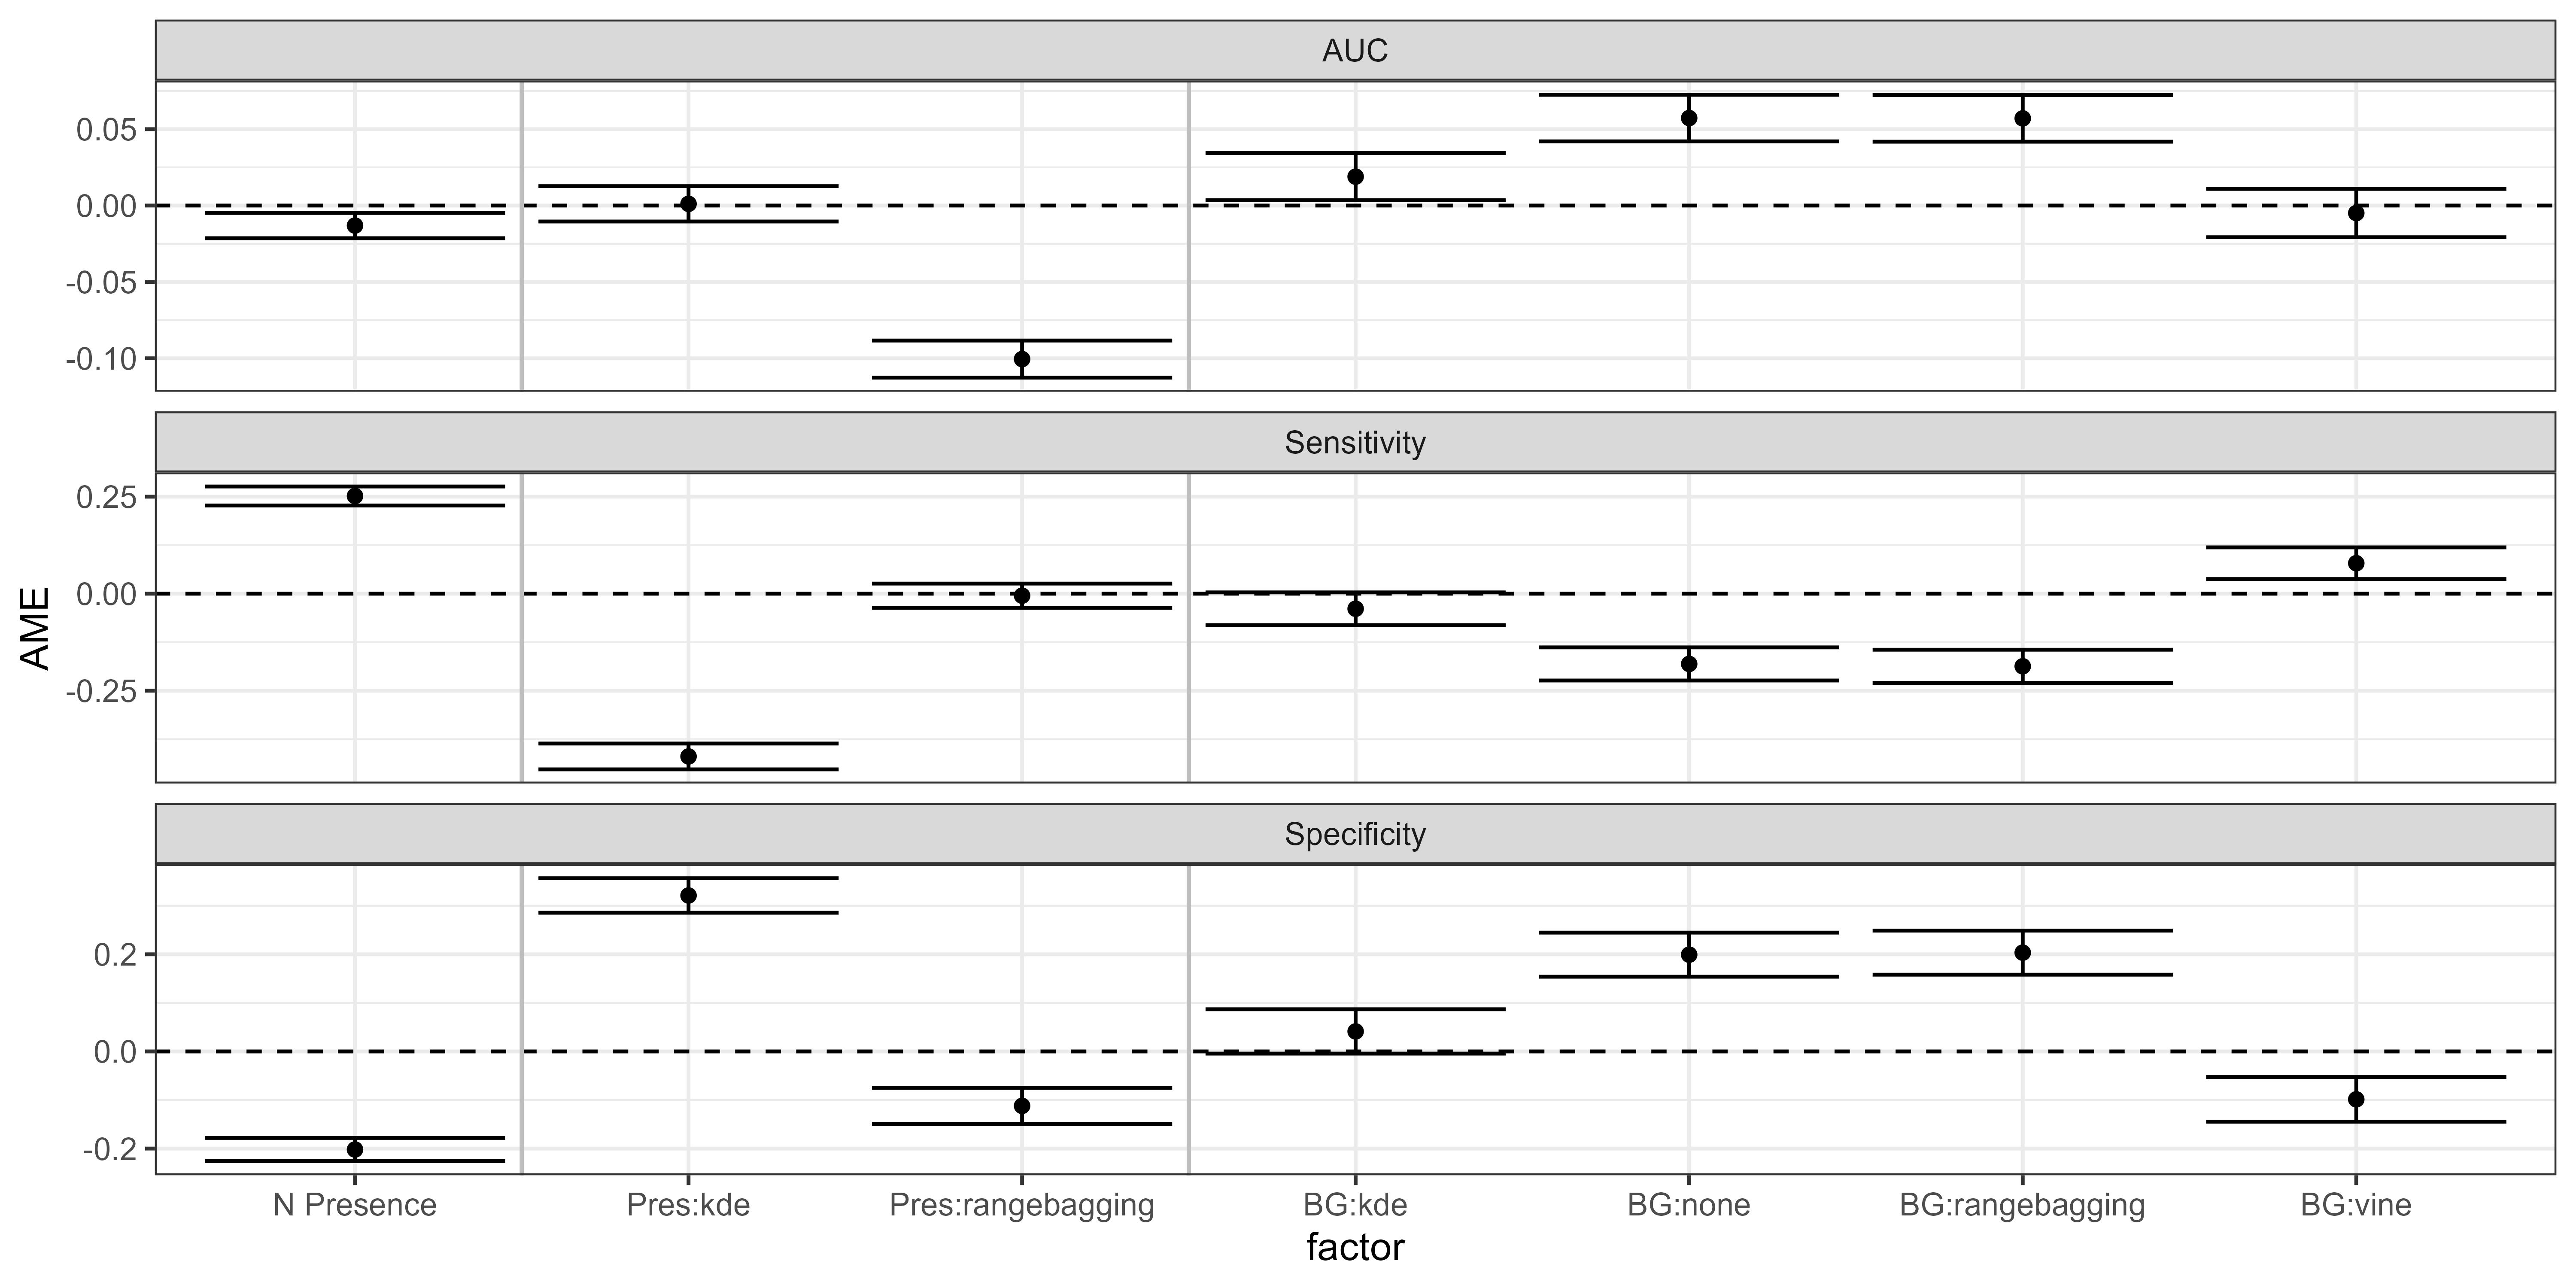 AUC
0.05
0.00
-0.05
-0.10
Sensitivity
0.25
0.00
-0.25
AME
Specificity
0.2
0.0
-0.2
N Presence Pres:kde Pres:rangebagging BG:kde BG:none BG:rangebagging BG:vine
factor